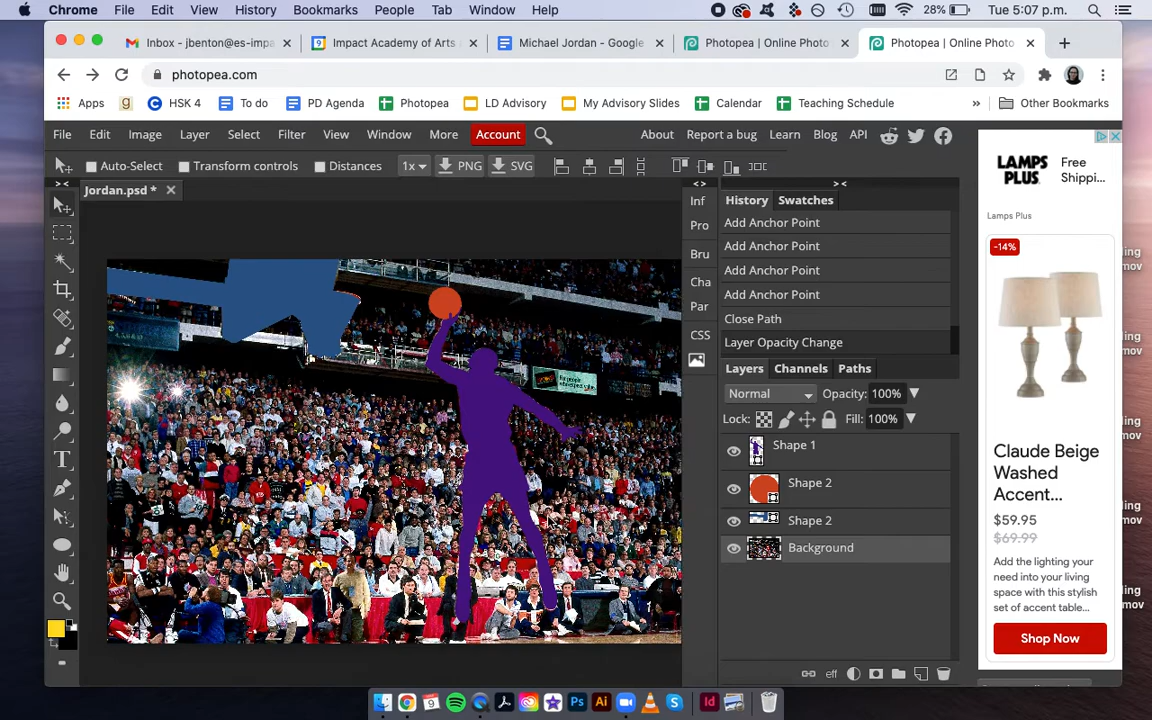 Chrome File Edit View History Bookmarks People Tab Window Help 28% Tue 5:07 p.m.
Inbox - jbenton@es-impa Impact Academy of Arts Michael Jordan - Google Photopea | Online Photo Photopea | Online Photo
photopea.com
Apps HSK 4 To do PD Agenda Photopea LD Advisory My Advisory Slides Calendar Teaching Schedule » Other Bookmarks
File Edit Image Layer Select Filter View Window More Account About Report a bug Learn Blog API
Auto-Select Transform controls Distances 1x PNG SVG
Jordan.psd *
Inf
Pro
Bru
Cha
Par
CSS
History Swatches
Add Anchor Point
Add Anchor Point
Add Anchor Point
Add Anchor Point
Close Path
Layer Opacity Change
Layers Channels Paths
Normal Opacity: 100%
Lock: Fill: 100%
Shape 1
Shape 2
Shape 2
Background
eff
LAMPS PLUS
Free Shippi...
Lamps Plus
-14%
Claude Beige
Washed
Accent...
$59.95
$69.99
Add the lighting your
need into your living
space with this stylish
set of accent table...
Shop Now
ling
mov
ling
mov
ling
mov